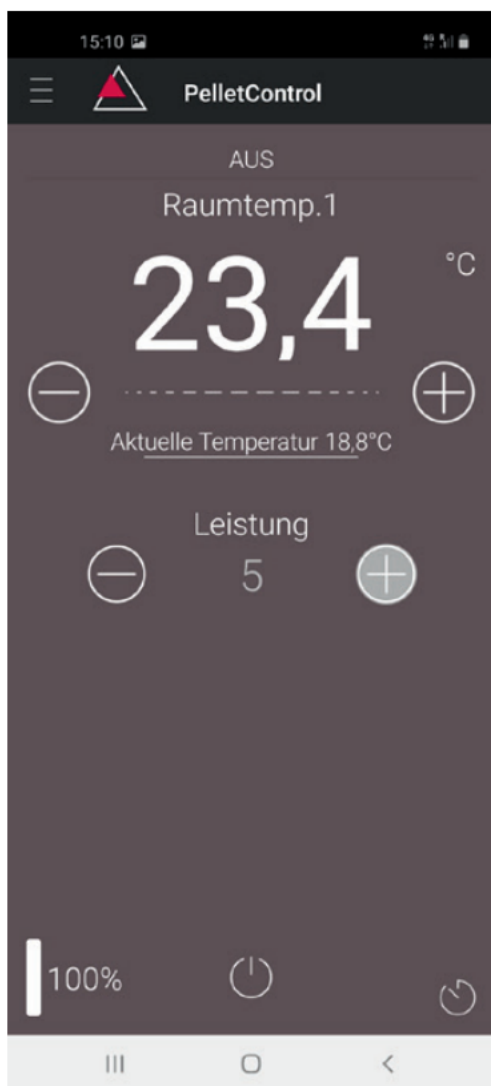 15:10
PelletControl
AUS
Raumtemp.1
23,4
°C
Aktuelle Temperatur 18,8°C
Leistung
5
100%